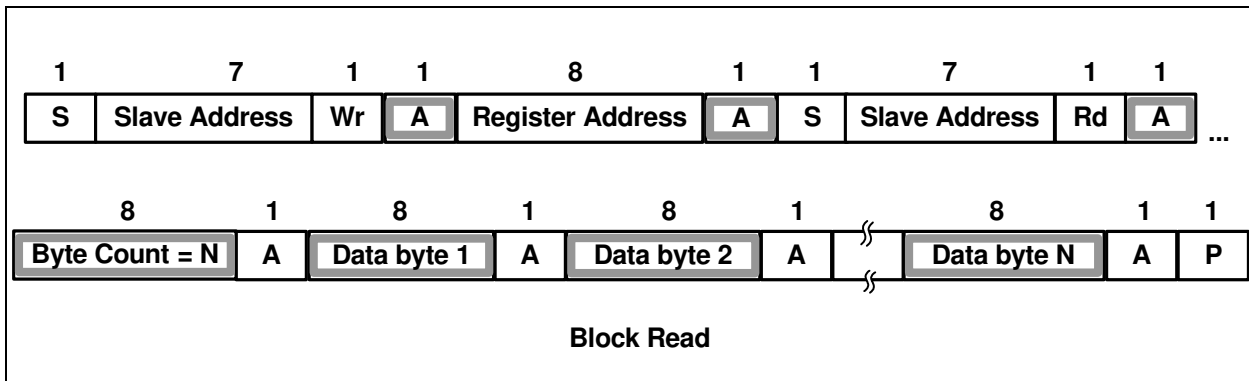 1 7 1 1 8 1 1 7 1 1
S Slave Address Wr A Register Address A S Slave Address Rd A ...
8 1 8 1 8 1 8 1 1
Byte Count = N A Data byte 1 A Data byte 2 A Data byte N A P
Block Read